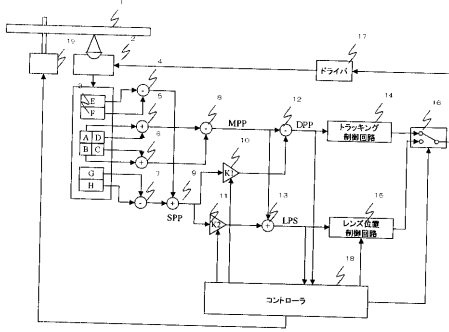 1
2
19
17
4
ドライバ
3
E
F
5
8
12
14
16
A D
B C
6
MPP
DPP
トラッキング
制御回路
10
G
H
7
9
K1
SPP
11
13
15
K2
LPS
レンズ位置
制御回路
18
コントローラ